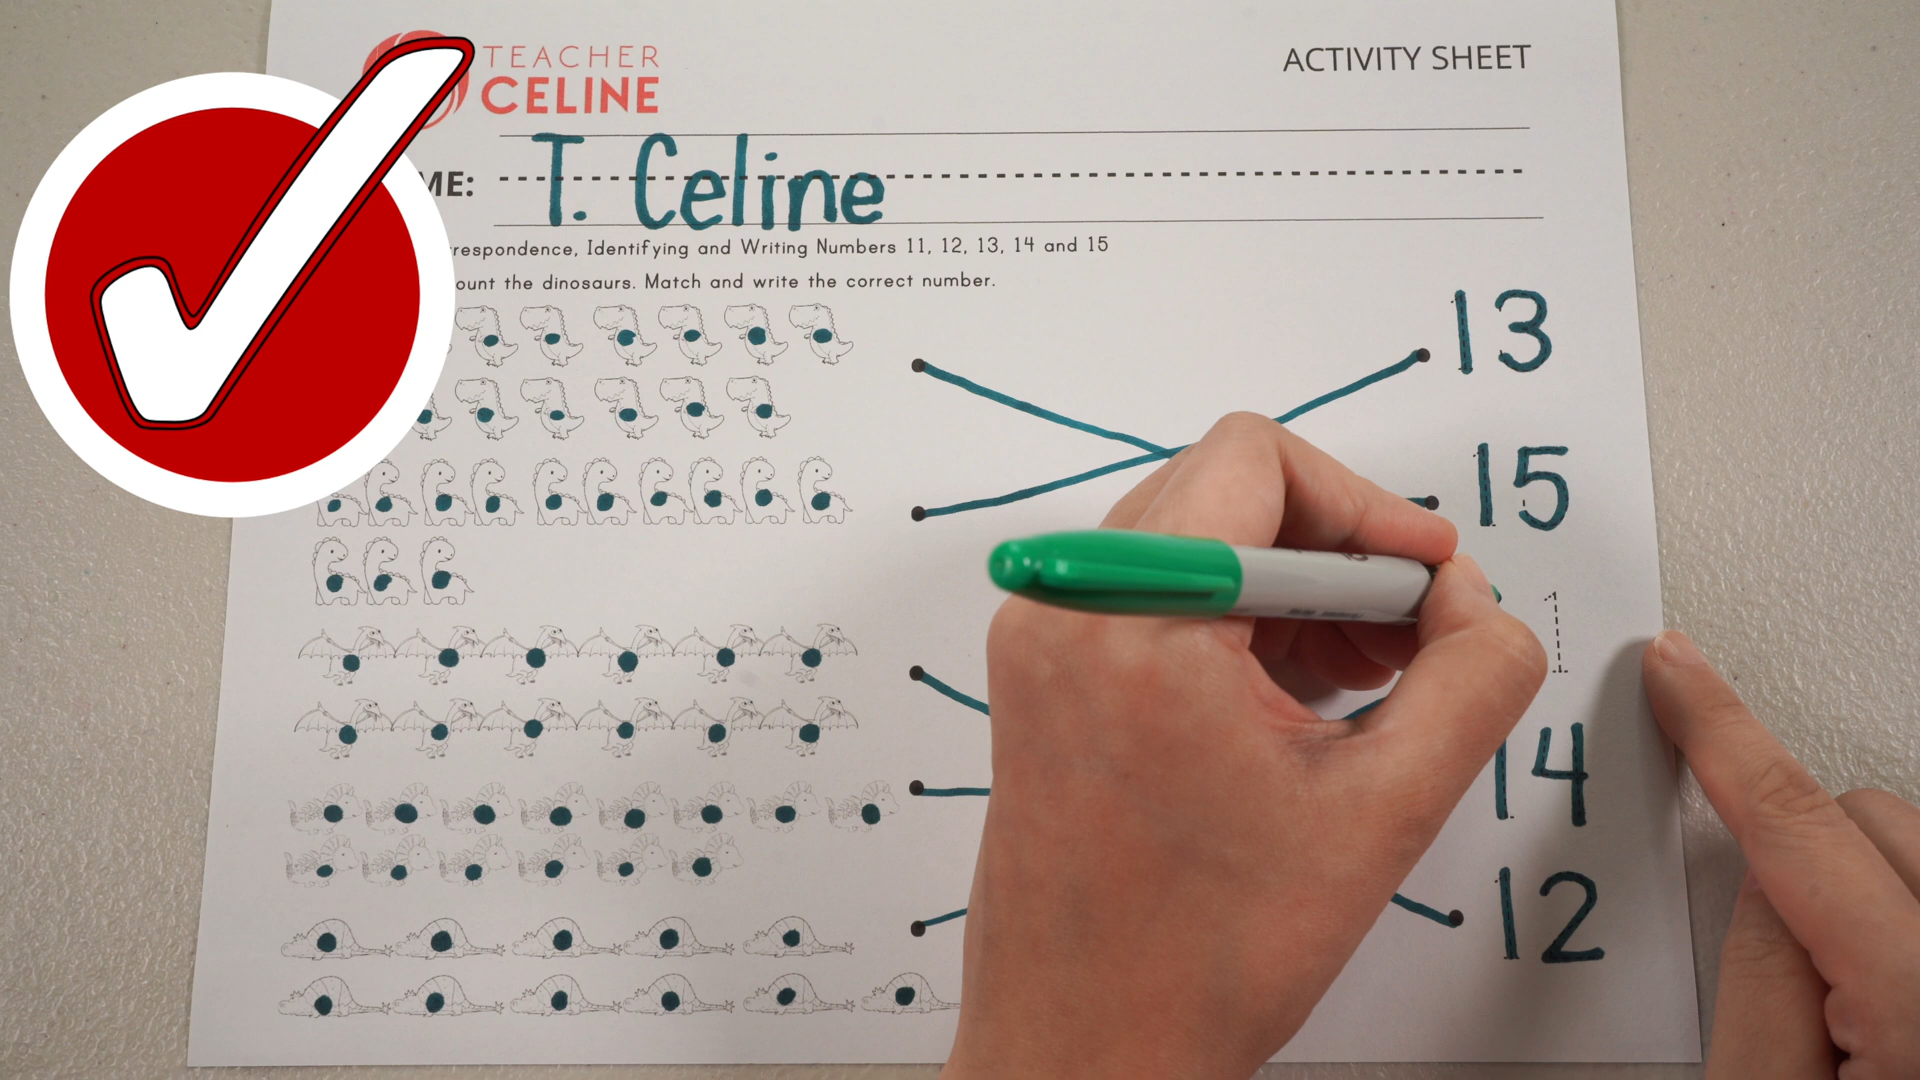 TEACHER
CELINE
ACTIVITY SHEET
ME: T. Celine
respondence, Identifying and Writing Numbers 11, 12, 13, 14 and 15
ount the dinosaurs. Match and write the correct number.
13
15
1
14
12